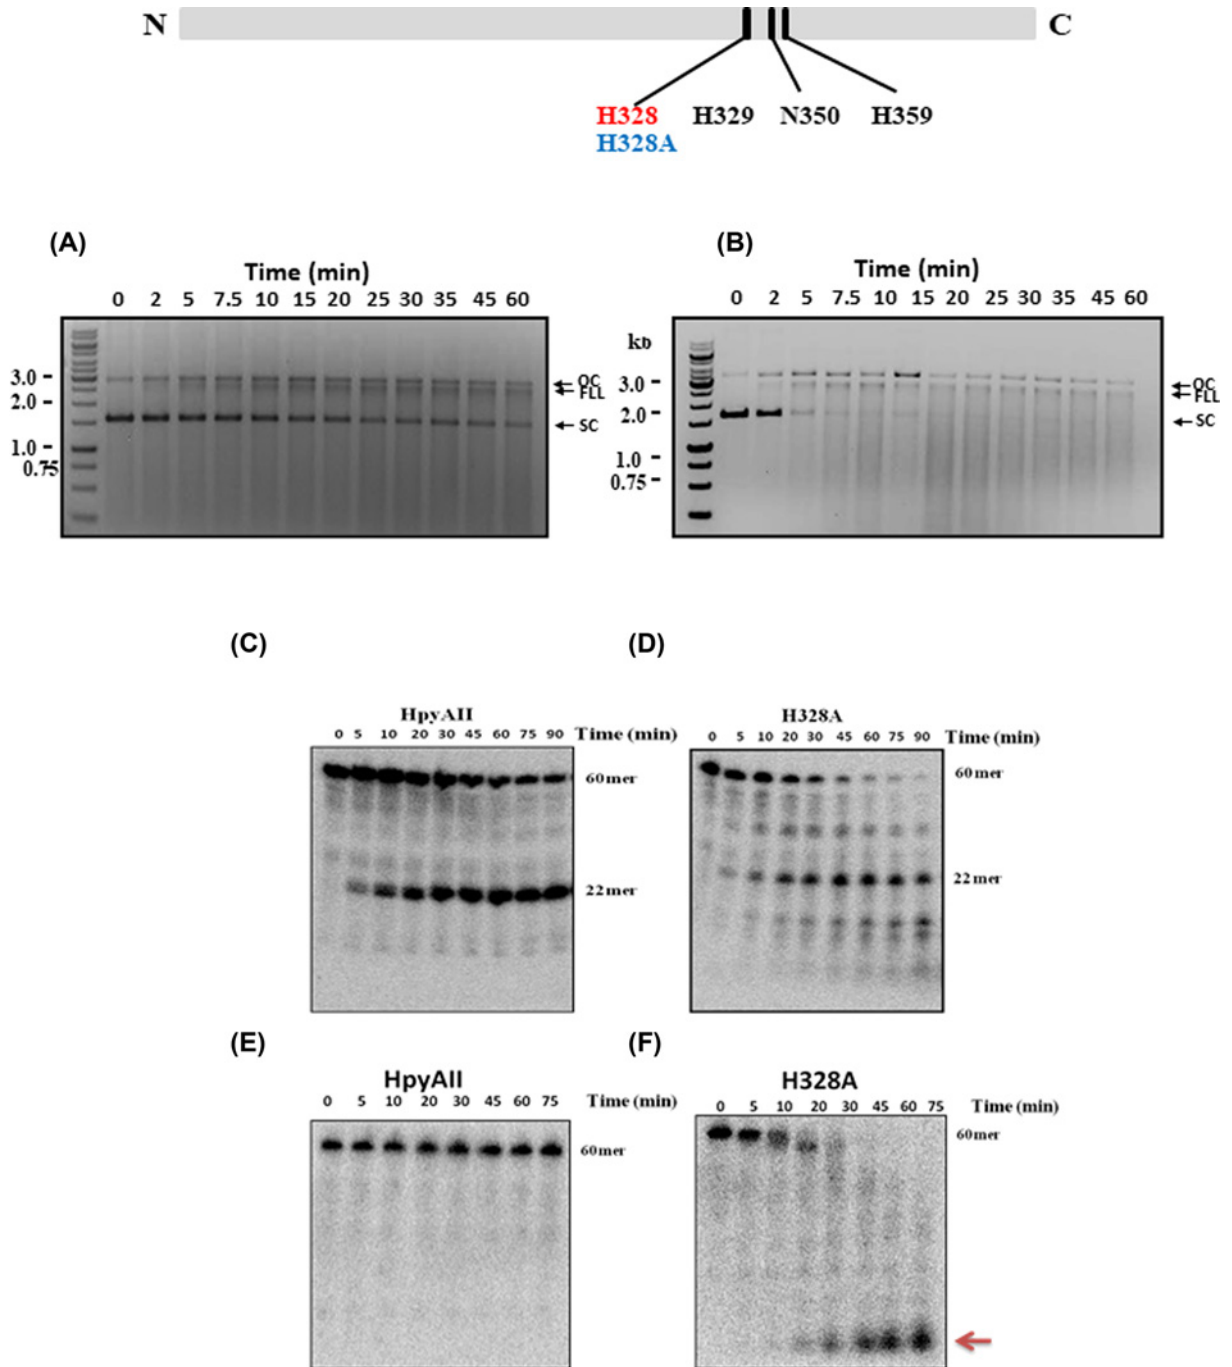 N C
H328 H329 N350 H359
H328A
(A) (B)
Time (min)
0 2 5 7.5 10 15 20 25 30 35 45 60
3.0
2.0
1.0
0.75
OC
FLL
SC
Time (min)
0 2 5 7.5 10 15 20 25 30 35 45 60
kb
3.0
2.0
1.0
0.75
OC
FLL
SC
(C) (D)
HpyAII
0 5 10 20 30 45 60 75 90 Time (min)
60mer
22mer
H328A
0 5 10 20 30 45 60 75 90 Time (min)
60mer
22mer
(E) (F)
HpyAII
0 5 10 20 30 45 60 75 Time (min)
60mer
H328A
0 5 10 20 30 45 60 75 Time (min)
60mer